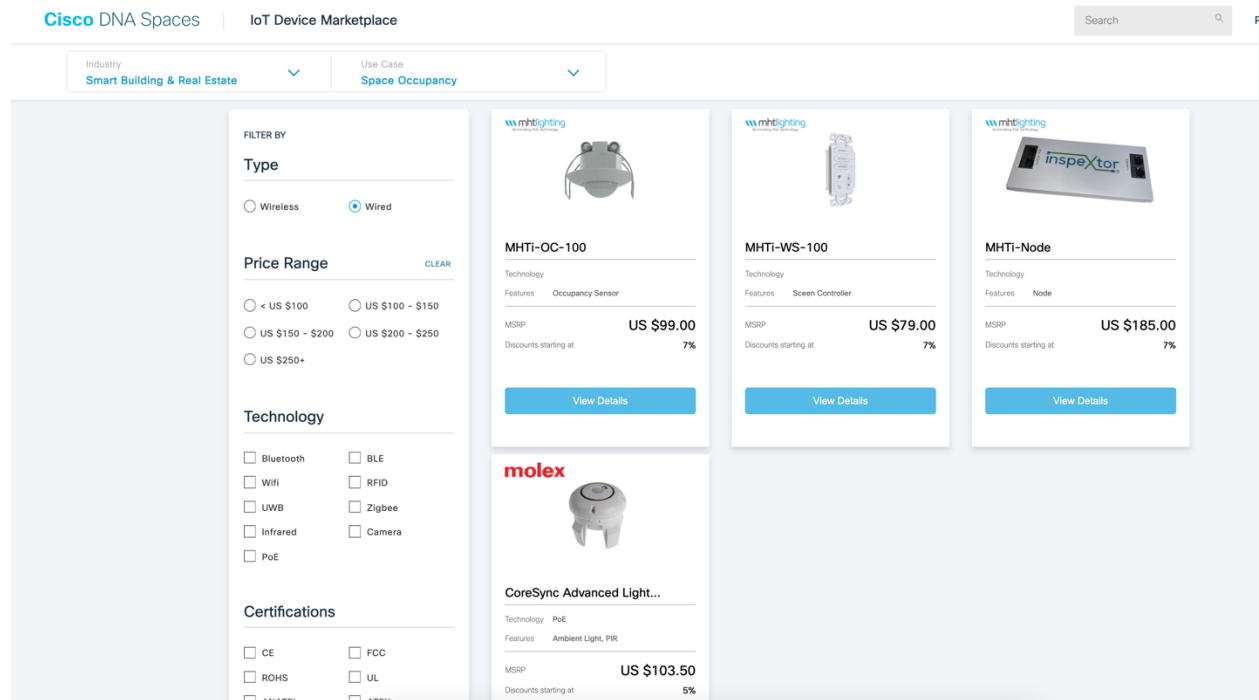 Cisco DNA Spaces
IoT Device Marketplace
Search
Industry
Smart Building & Real Estate
Use Case
Space Occupancy
FILTER BY
Type
Wireless
Wired
Price Range
CLEAR
< US $100
US $100 - $150
US $150 - $200
US $200 - $250
US $250+
Technology
Bluetooth
BLE
Wifi
RFID
UWB
Zigbee
Infrared
Camera
PoE
Certifications
CE
FCC
ROHS
UL
mhtlighting
MHTi-OC-100
Technology
Features Occupancy Sensor
MSRP US $99.00
Discounts starting at 7%
View Details
mhtlighting
MHTi-WS-100
Technology
Features Sceen Controller
MSRP US $79.00
Discounts starting at 7%
View Details
mhtlighting
inspeXtor
MHTi-Node
Technology
Features Node
MSRP US $185.00
Discounts starting at 7%
View Details
molex
CoreSync Advanced Light...
Technology PoE
Features Ambient Light, PIR
MSRP US $103.50
Discounts starting at 5%